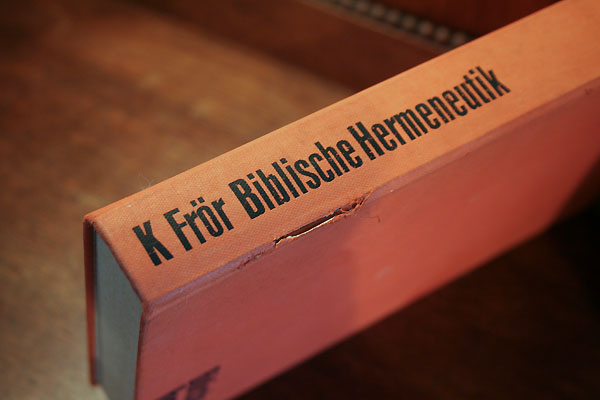 K Frör Biblische Hermeneutik